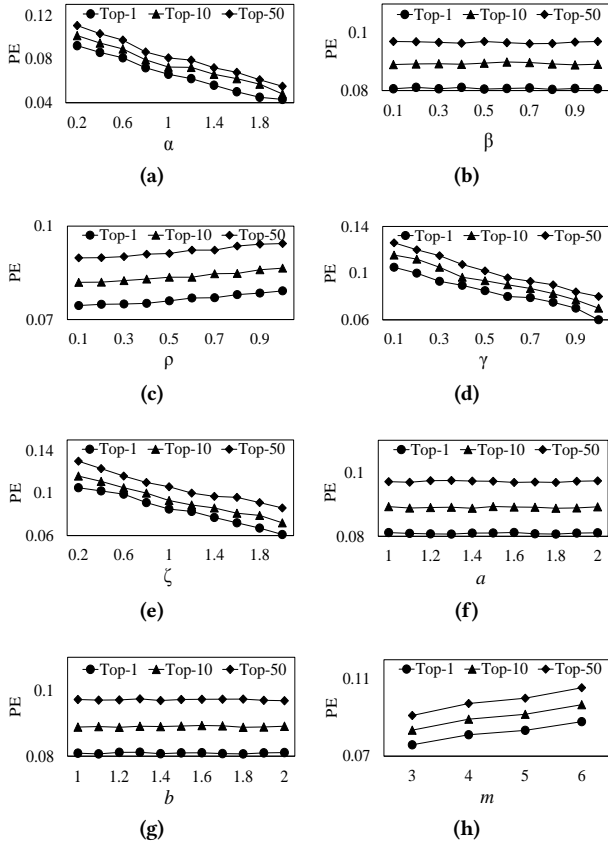 0.12 Top-1 Top-10 Top-50
PE
0.08
0.04
0.2 0.6 1 1.4 1.8
α
(a)
Top-1 Top-10 Top-50
0.1
PE
0.08
0.1 0.3 0.5 0.7 0.9
β
(b)
0.1 Top-1 Top-10 Top-50
PE
0.07
0.1 0.3 0.5 0.7 0.9
ρ
(c)
0.14 Top-1 Top-10 Top-50
PE
0.1
0.06
0.1 0.3 0.5 0.7 0.9
γ
(d)
Top-1 Top-10 Top-50
0.14
PE
0.1
0.06
0.2 0.6 1 1.4 1.8
ζ
(e)
Top-1 Top-10 Top-50
0.1
PE
0.08
1 1.2 1.4 1.6 1.8 2
a
(f)
Top-1 Top-10 Top-50
0.1
PE
0.08
1 1.2 1.4 1.6 1.8 2
b
(g)
0.11 Top-1 Top-10 Top-50
PE
0.07
3 4 5 6
m
(h)